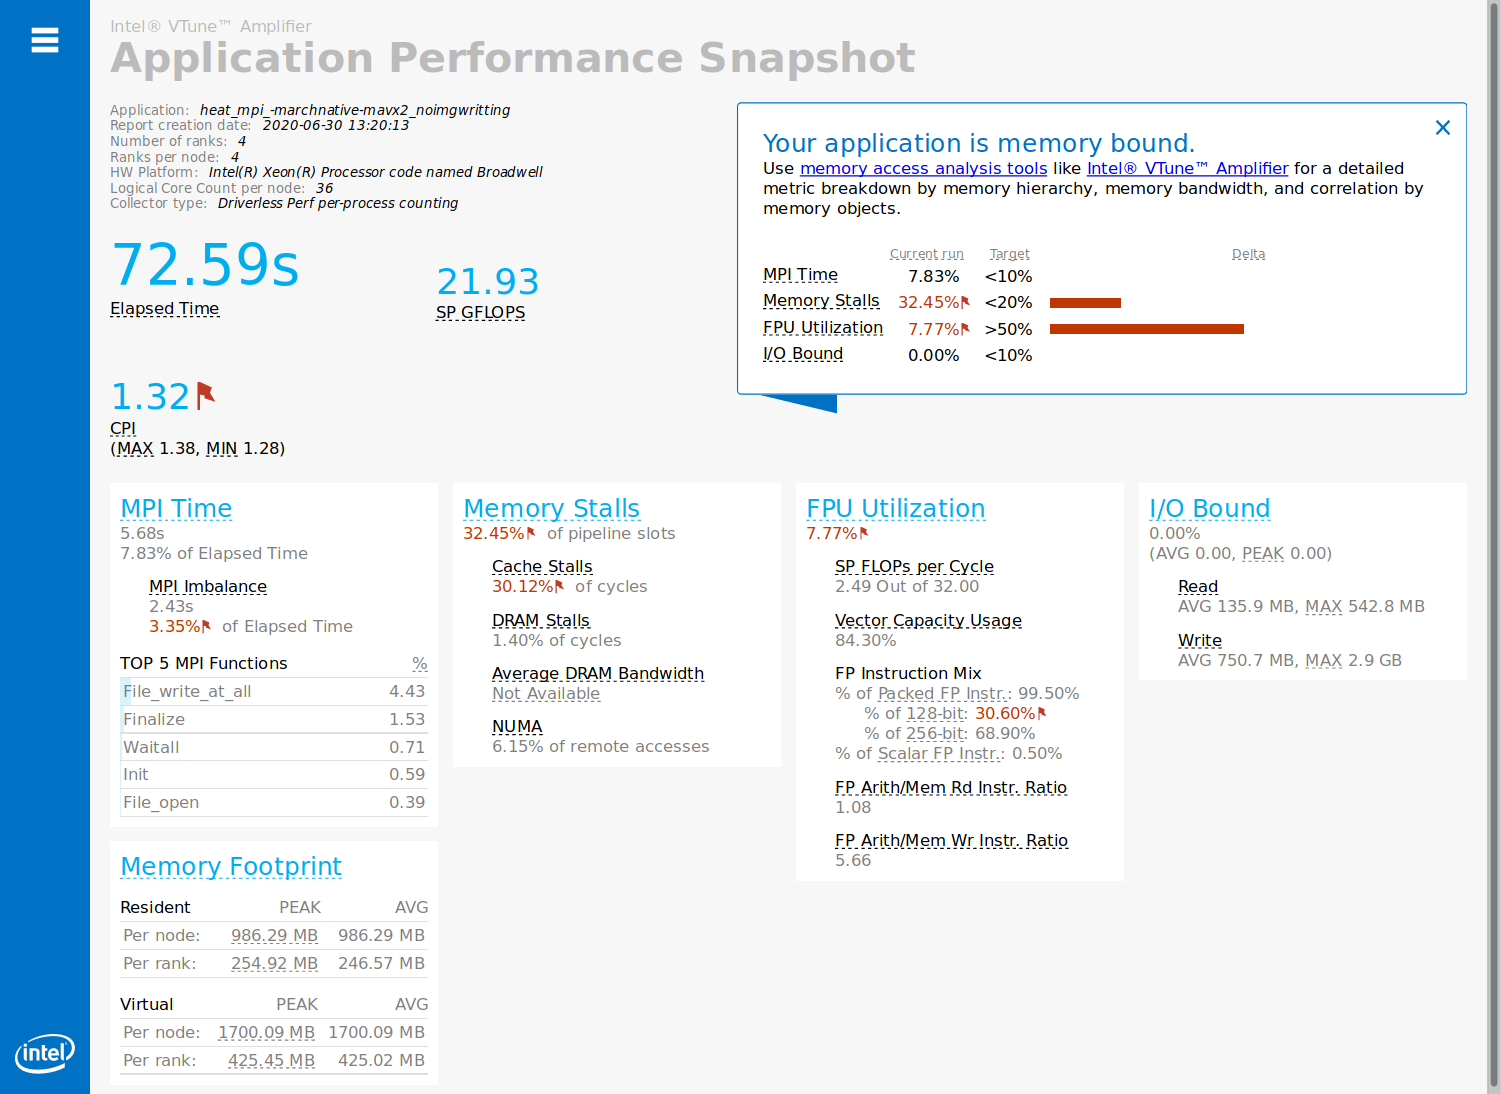 Intel® VTune™ Amplifier
Application Performance Snapshot
Application: heat_mpi_-marchnative-mavx2_noimgwritting
Report creation date: 2020-06-30 13:20:13
Number of ranks: 4
Ranks per node: 4
HW Platform: Intel(R) Xeon(R) Processor code named Broadwell
Logical Core Count per node: 36
Collector type: Driverless Perf per-process counting
72.59s
Elapsed Time
21.93
SP GFLOPS
1.32
CPI
(MAX 1.38, MIN 1.28)
Your application is memory bound.
Use memory access analysis tools like Intel® VTune™ Amplifier for a detailed
metric breakdown by memory hierarchy, memory bandwidth, and correlation by
memory objects.
Current run Target Delta
MPI Time 7.83% <10%
Memory Stalls 32.45% <20%
FPU Utilization 7.77% >50%
I/O Bound 0.00% <10%
MPI Time
5.68s
7.83% of Elapsed Time
MPI Imbalance
2.43s
3.35% of Elapsed Time
TOP 5 MPI Functions %
File_write_at_all 4.43
Finalize 1.53
Waitall 0.71
Init 0.59
File_open 0.39
Memory Stalls
32.45% of pipeline slots
Cache Stalls
30.12% of cycles
DRAM Stalls
1.40% of cycles
Average DRAM Bandwidth
Not Available
NUMA
6.15% of remote accesses
FPU Utilization
7.77%
SP FLOPs per Cycle
2.49 Out of 32.00
Vector Capacity Usage
84.30%
FP Instruction Mix
% of Packed FP Instr.: 99.50%
% of 128-bit: 30.60%
% of 256-bit: 68.90%
% of Scalar FP Instr.: 0.50%
FP Arith/Mem Rd Instr. Ratio
1.08
FP Arith/Mem Wr Instr. Ratio
5.66
I/O Bound
0.00%
(AVG 0.00, PEAK 0.00)
Read
AVG 135.9 MB, MAX 542.8 MB
Write
AVG 750.7 MB, MAX 2.9 GB
Memory Footprint
Resident PEAK AVG
Per node: 986.29 MB 986.29 MB
Per rank: 254.92 MB 246.57 MB
Virtual PEAK AVG
Per node: 1700.09 MB 1700.09 MB
Per rank: 425.45 MB 425.02 MB
intel